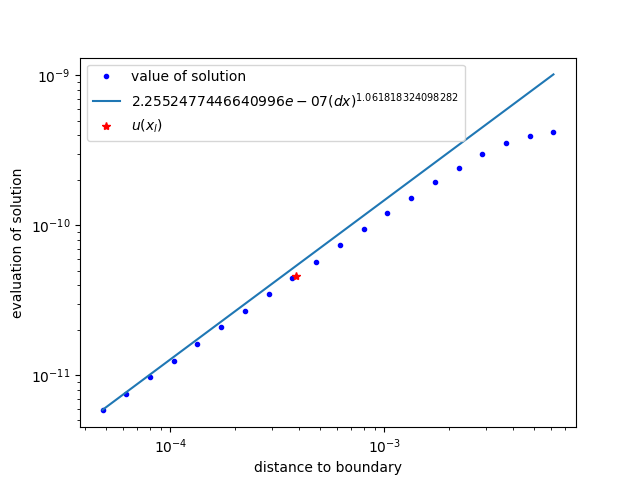 value of solution
2.2552477446640996e − 07(dx)^1.061818324098282
u(x_l)
10^−9
10^−10
10^−11
evaluation of solution
10^−4
10^−3
distance to boundary